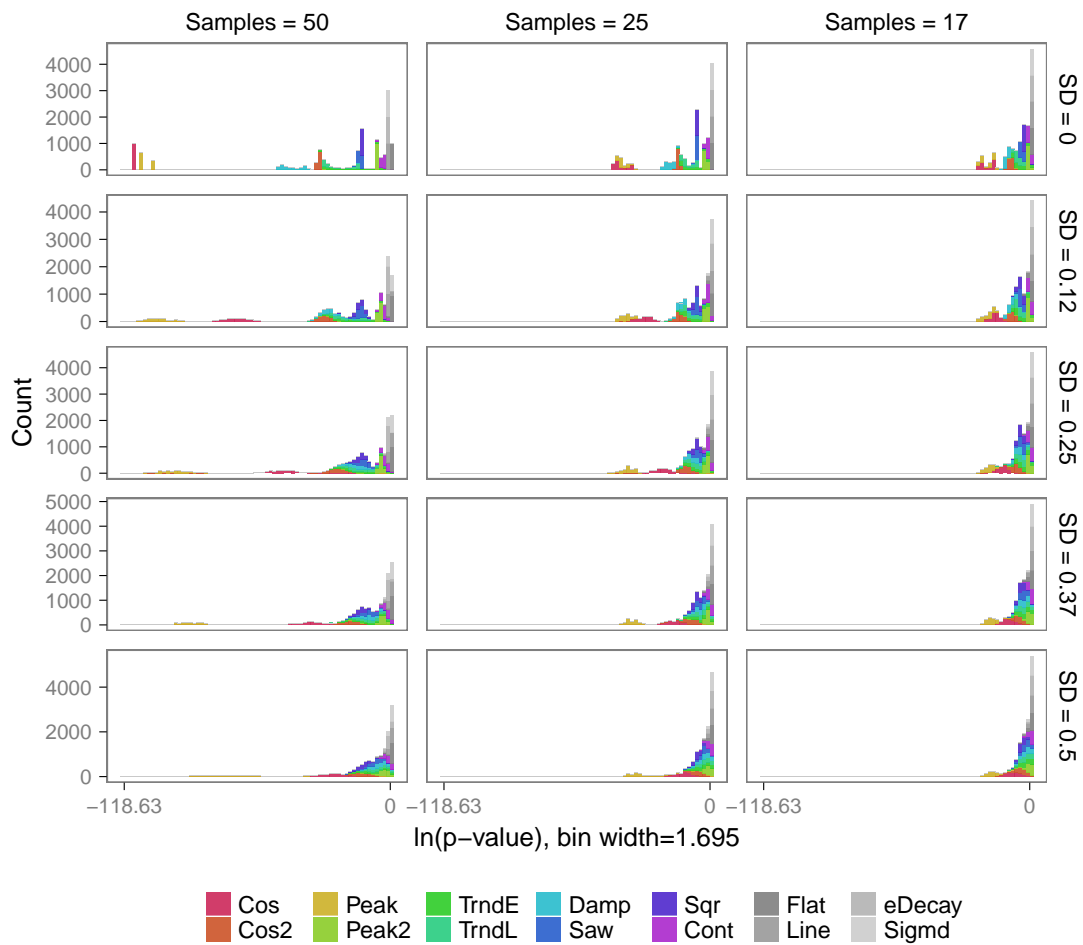 Samples = 50 Samples = 25 Samples = 17
4000
3000
2000
1000
0
SD = 0
4000
3000
2000
1000
0
SD = 0.12
4000
3000
2000
1000
0
SD = 0.25
5000
4000
3000
2000
1000
0
SD = 0.37
4000
2000
0
SD = 0.5
Count
−118.63 0 −118.63 0 −118.63 0
ln(p−value), bin width=1.695
Cos Peak TrndE Damp Sqr Flat eDecay
Cos2 Peak2 TrndL Saw Cont Line Sigmd